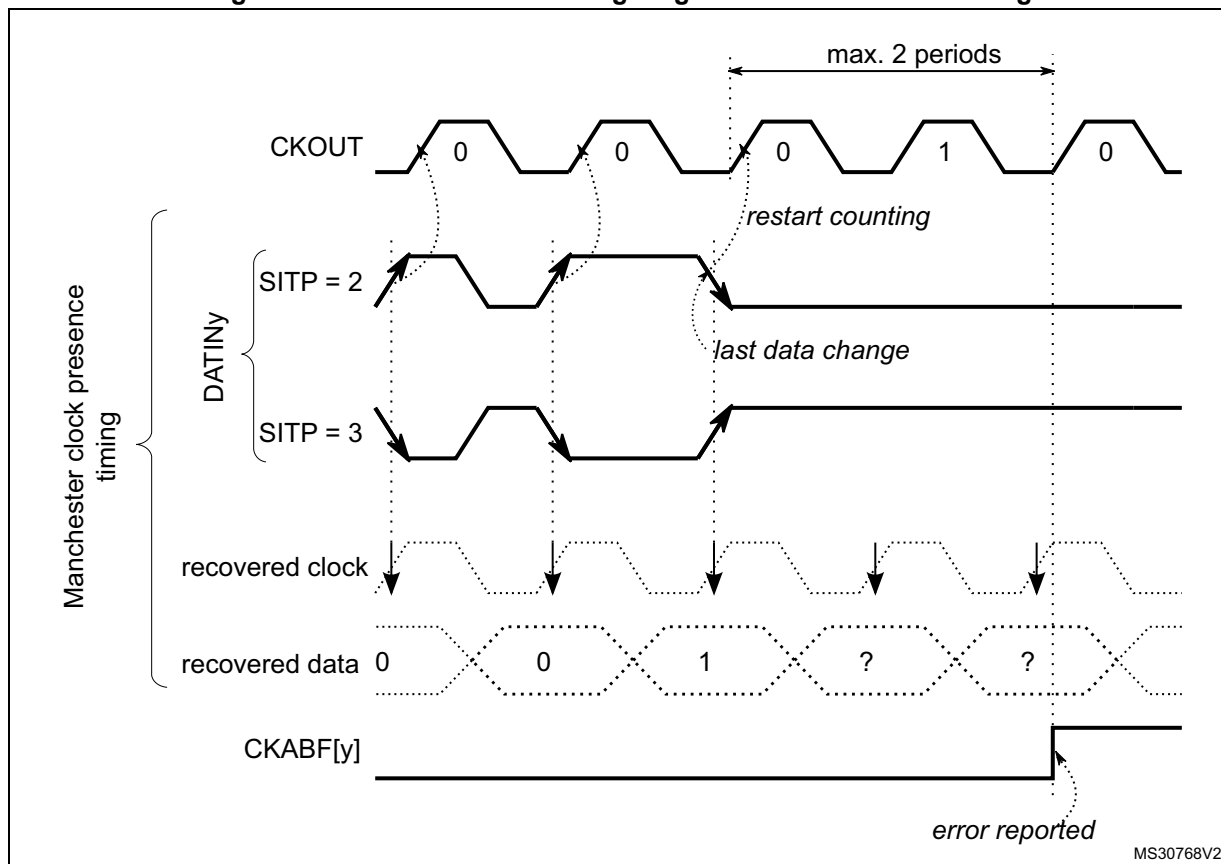 max. 2 periods
CKOUT
0 0 0 1 0
restart counting
SITP = 2
DATINy
last data change
SITP = 3
Manchester clock presence
timing
recovered clock
recovered data
0 0 1 ? ?
CKABF[y]
error reported
MS30768V2